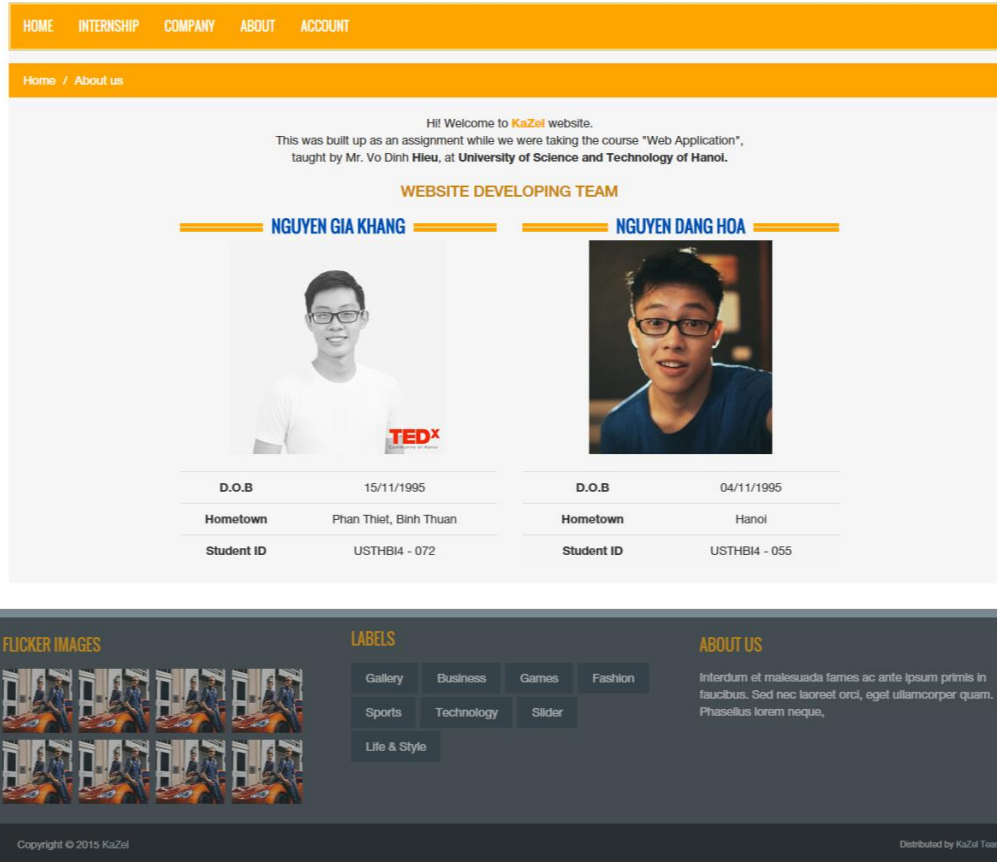 HOME INTERNSHIP COMPANY ABOUT ACCOUNT
Home / About us
Hi! Welcome to KaZel website.
This was built up as an assignment while we were taking the course "Web Application",
taught by Mr. Vo Dinh Hieu, at University of Science and Technology of Hanoi.
WEBSITE DEVELOPING TEAM
NGUYEN GIA KHANG
TEDx
D.O.B 15/11/1995
Hometown Phan Thiet, Binh Thuan
Student ID USTHBI4 - 072
NGUYEN DANG HOA
D.O.B 04/11/1995
Hometown Hanoi
Student ID USTHBI4 - 055
FLICKER IMAGES
LABELS
Gallery Business Games Fashion
Sports Technology Slider
Life & Style
ABOUT US
Interdum et malesuada fames ac ante ipsum primis in
faucibus. Sed nec laoreet orci, eget ullamcorper quam.
Phasellus lorem neque,
Copyright © 2015 KaZel
Distributed by KaZel